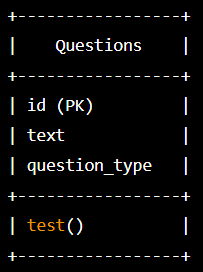 +-----------------+
|    Questions    |
+-----------------+
| id (PK)         |
| text            |
| question_type   |
+-----------------+
| test()          |
+-----------------+